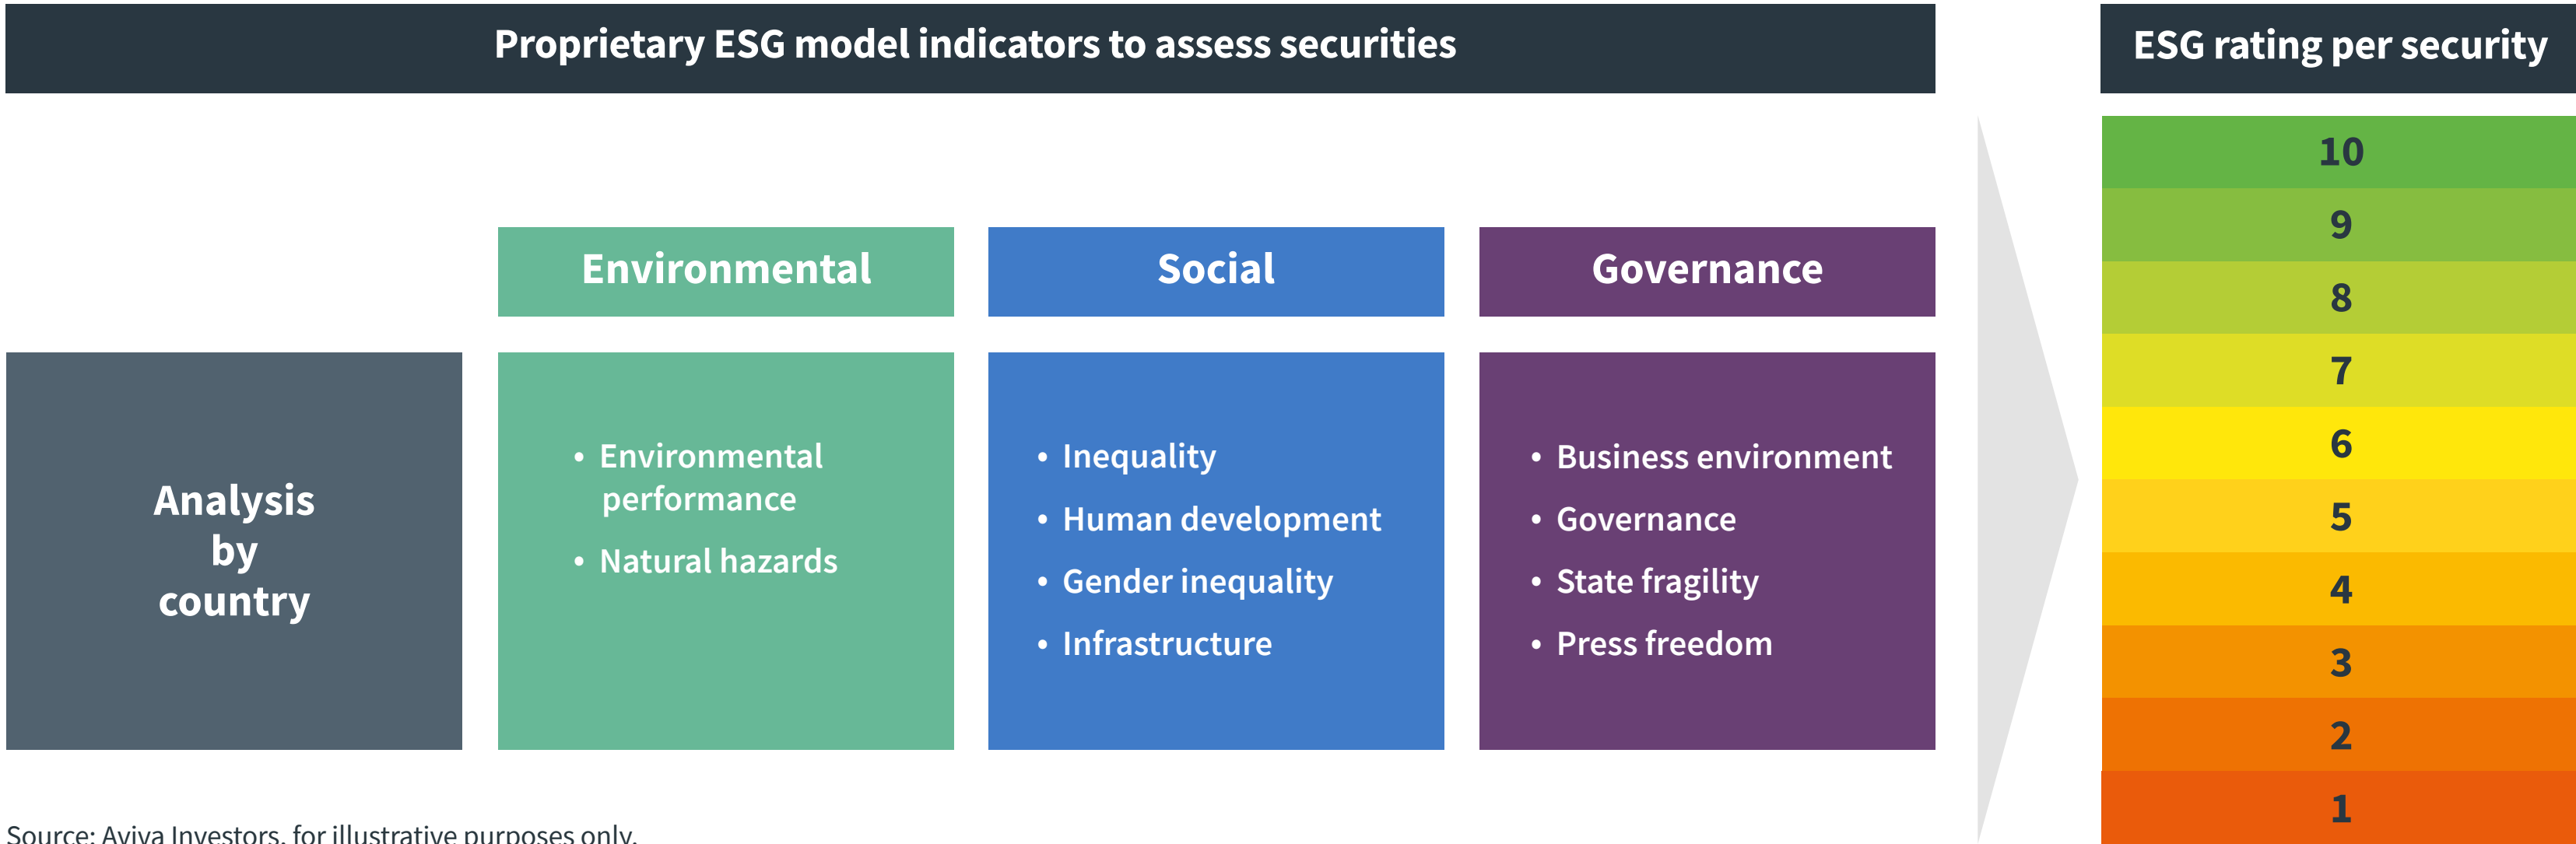 Proprietary ESG model indicators to assess securities
ESG rating per security
Environmental
Social
Governance
Analysis
by
country
• Environmental
performance
• Natural hazards
• Inequality
• Human development
• Gender inequality
• Infrastructure
• Business environment
• Governance
• State fragility
• Press freedom
10
9
8
7
6
5
4
3
2
1
Source: Aviva Investors, for illustrative purposes only.